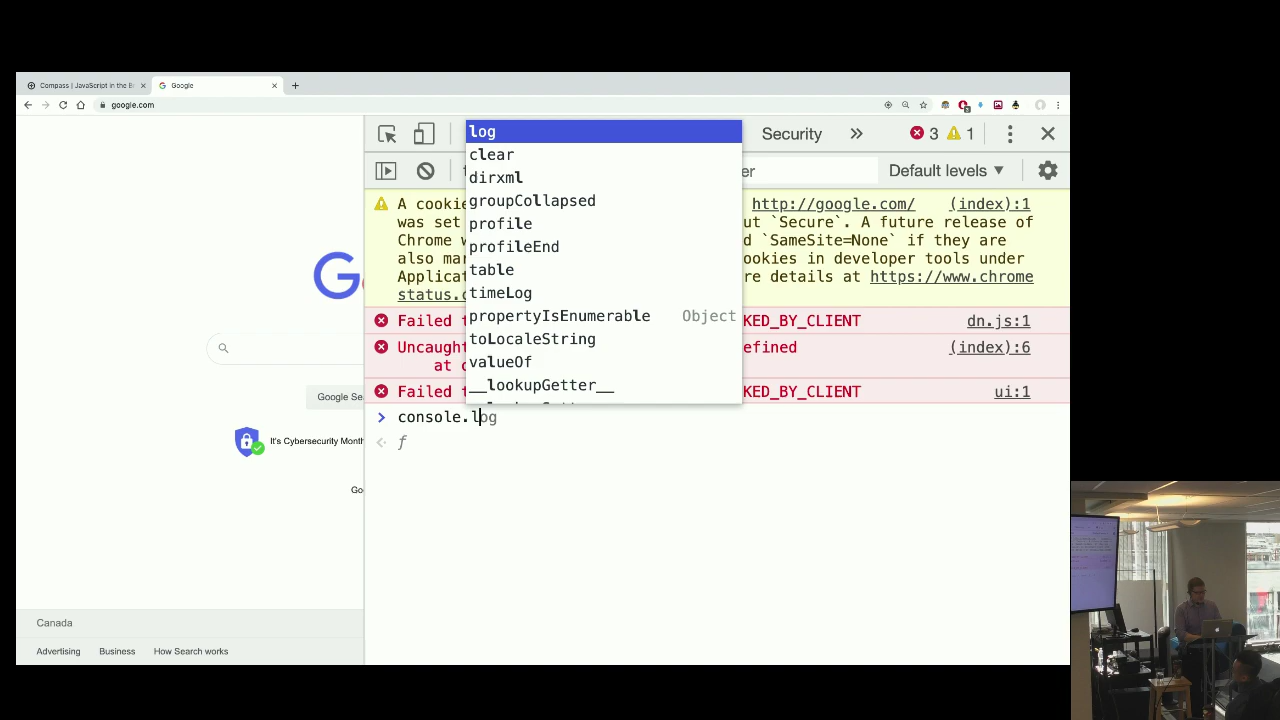 Compass | JavaScript in the Br
Google
google.com
log
clear
dirxml
groupCollapsed
profile
profileEnd
table
timeLog
propertyIsEnumerable Object
toLocaleString
valueOf
__lookupGetter__
Security
3
1
er
Default levels ▼
A cookie http://google.com/ (index):1
was set ut `Secure`. A future release of
Chrome w d `SameSite=None` if they are
also mar ookies in developer tools under
Applicat re details at https://www.chrome
status.c
Failed t KED_BY_CLIENT dn.js:1
Uncaught efined (index):6
at
Failed t KED_BY_CLIENT ui:1
> console.log
f
Google Sea
It's Cybersecurity Month
Goo
Canada
Advertising Business How Search works